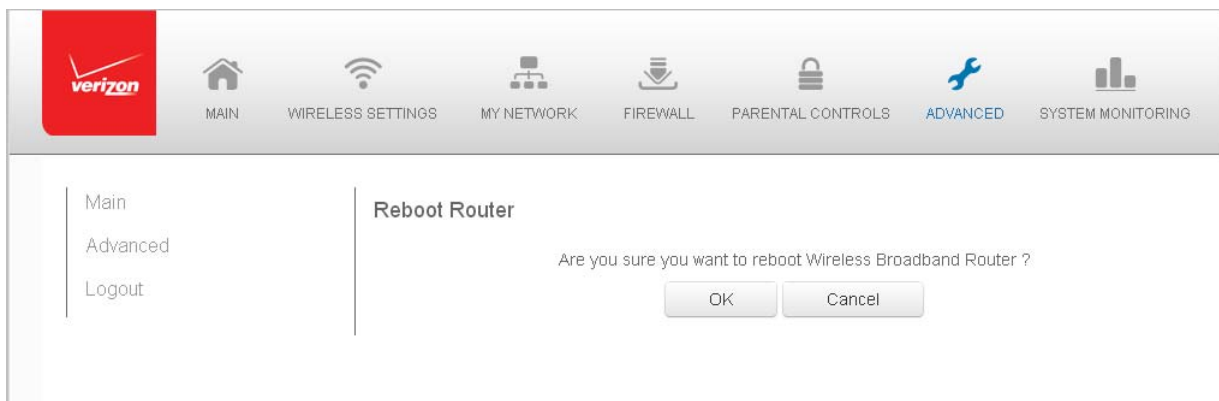 verizon
MAIN
WIRELESS SETTINGS
MY NETWORK
FIREWALL
PARENTAL CONTROLS
ADVANCED
SYSTEM MONITORING
Main
Advanced
Logout
Reboot Router
Are you sure you want to reboot Wireless Broadband Router ?
OK
Cancel